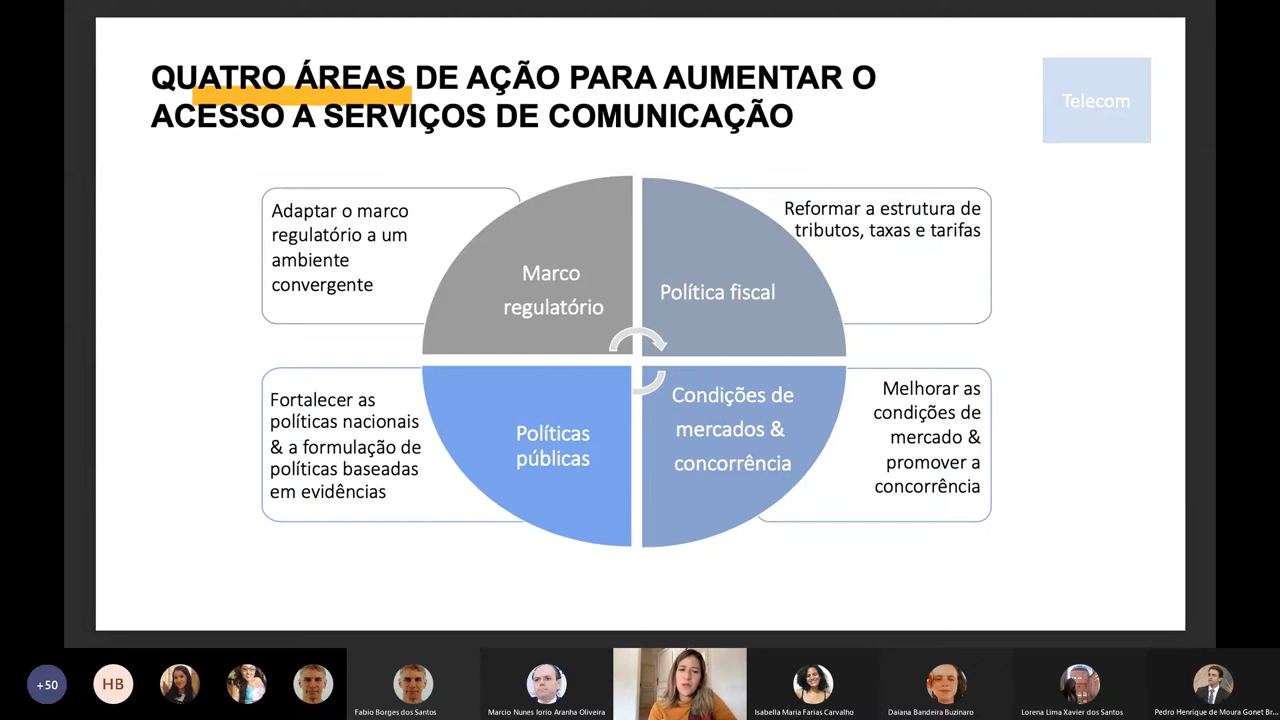 QUATRO ÁREAS DE AÇÃO PARA AUMENTAR O
ACESSO A SERVIÇOS DE COMUNICAÇÃO
Telecom
Adaptar o marco
regulatório a um
ambiente
convergente
Marco
regulatório
Política fiscal
Reformar a estrutura de
tributos, taxas e tarifas
Fortalecer as
políticas nacionais
& a formulação de
políticas baseadas
em evidências
Políticas
públicas
Condições de
mercados &
concorrência
Melhorar as
condições de
mercado &
promover a
concorrência
+50
HB
Fabio Borges dos Santos
Marcio Nunes Iorio Aranha Oliveira
Isabella Maria Farias Carvalho
Daiana Bandeira Buzinaro
Lorena Lima Xavier dos Santos
Pedro Henrique de Moura Gonet Br...